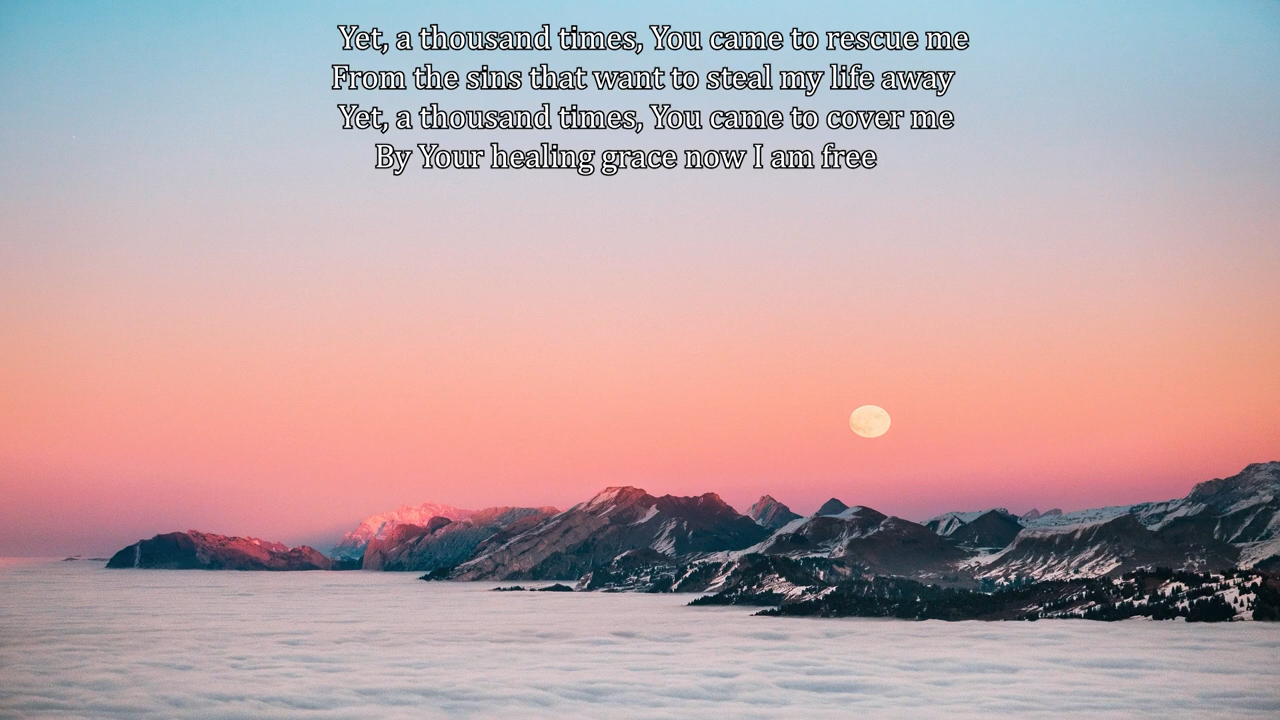 Yet, a thousand times, You came to rescue me
From the sins that want to steal my life away
Yet, a thousand times, You came to cover me
By Your healing grace now I am free